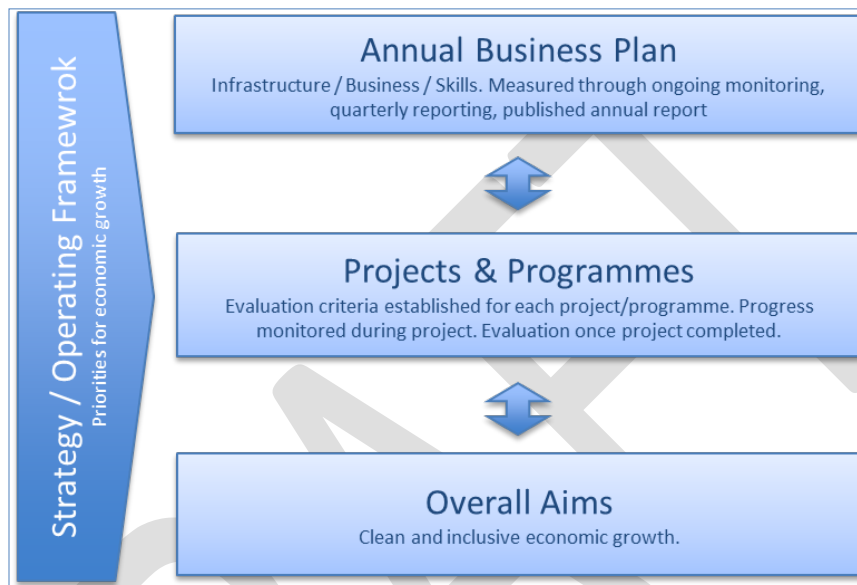 Strategy / Operating Framewrok
Priorities for economic growth
Annual Business Plan
Infrastructure / Business / Skills. Measured through ongoing monitoring,
quarterly reporting, published annual report
Projects & Programmes
Evaluation criteria established for each project/programme. Progress
monitored during project. Evaluation once project completed.
Overall Aims
Clean and inclusive economic growth.